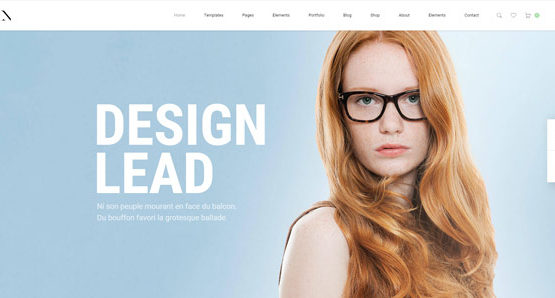 N
Home Templates Pages Elements Portfolio Blog Shop About Elements Contact
DESIGN
LEAD
Ni son peuple mourant en face du balcon.
Du bouffon favori la grotesque ballade.